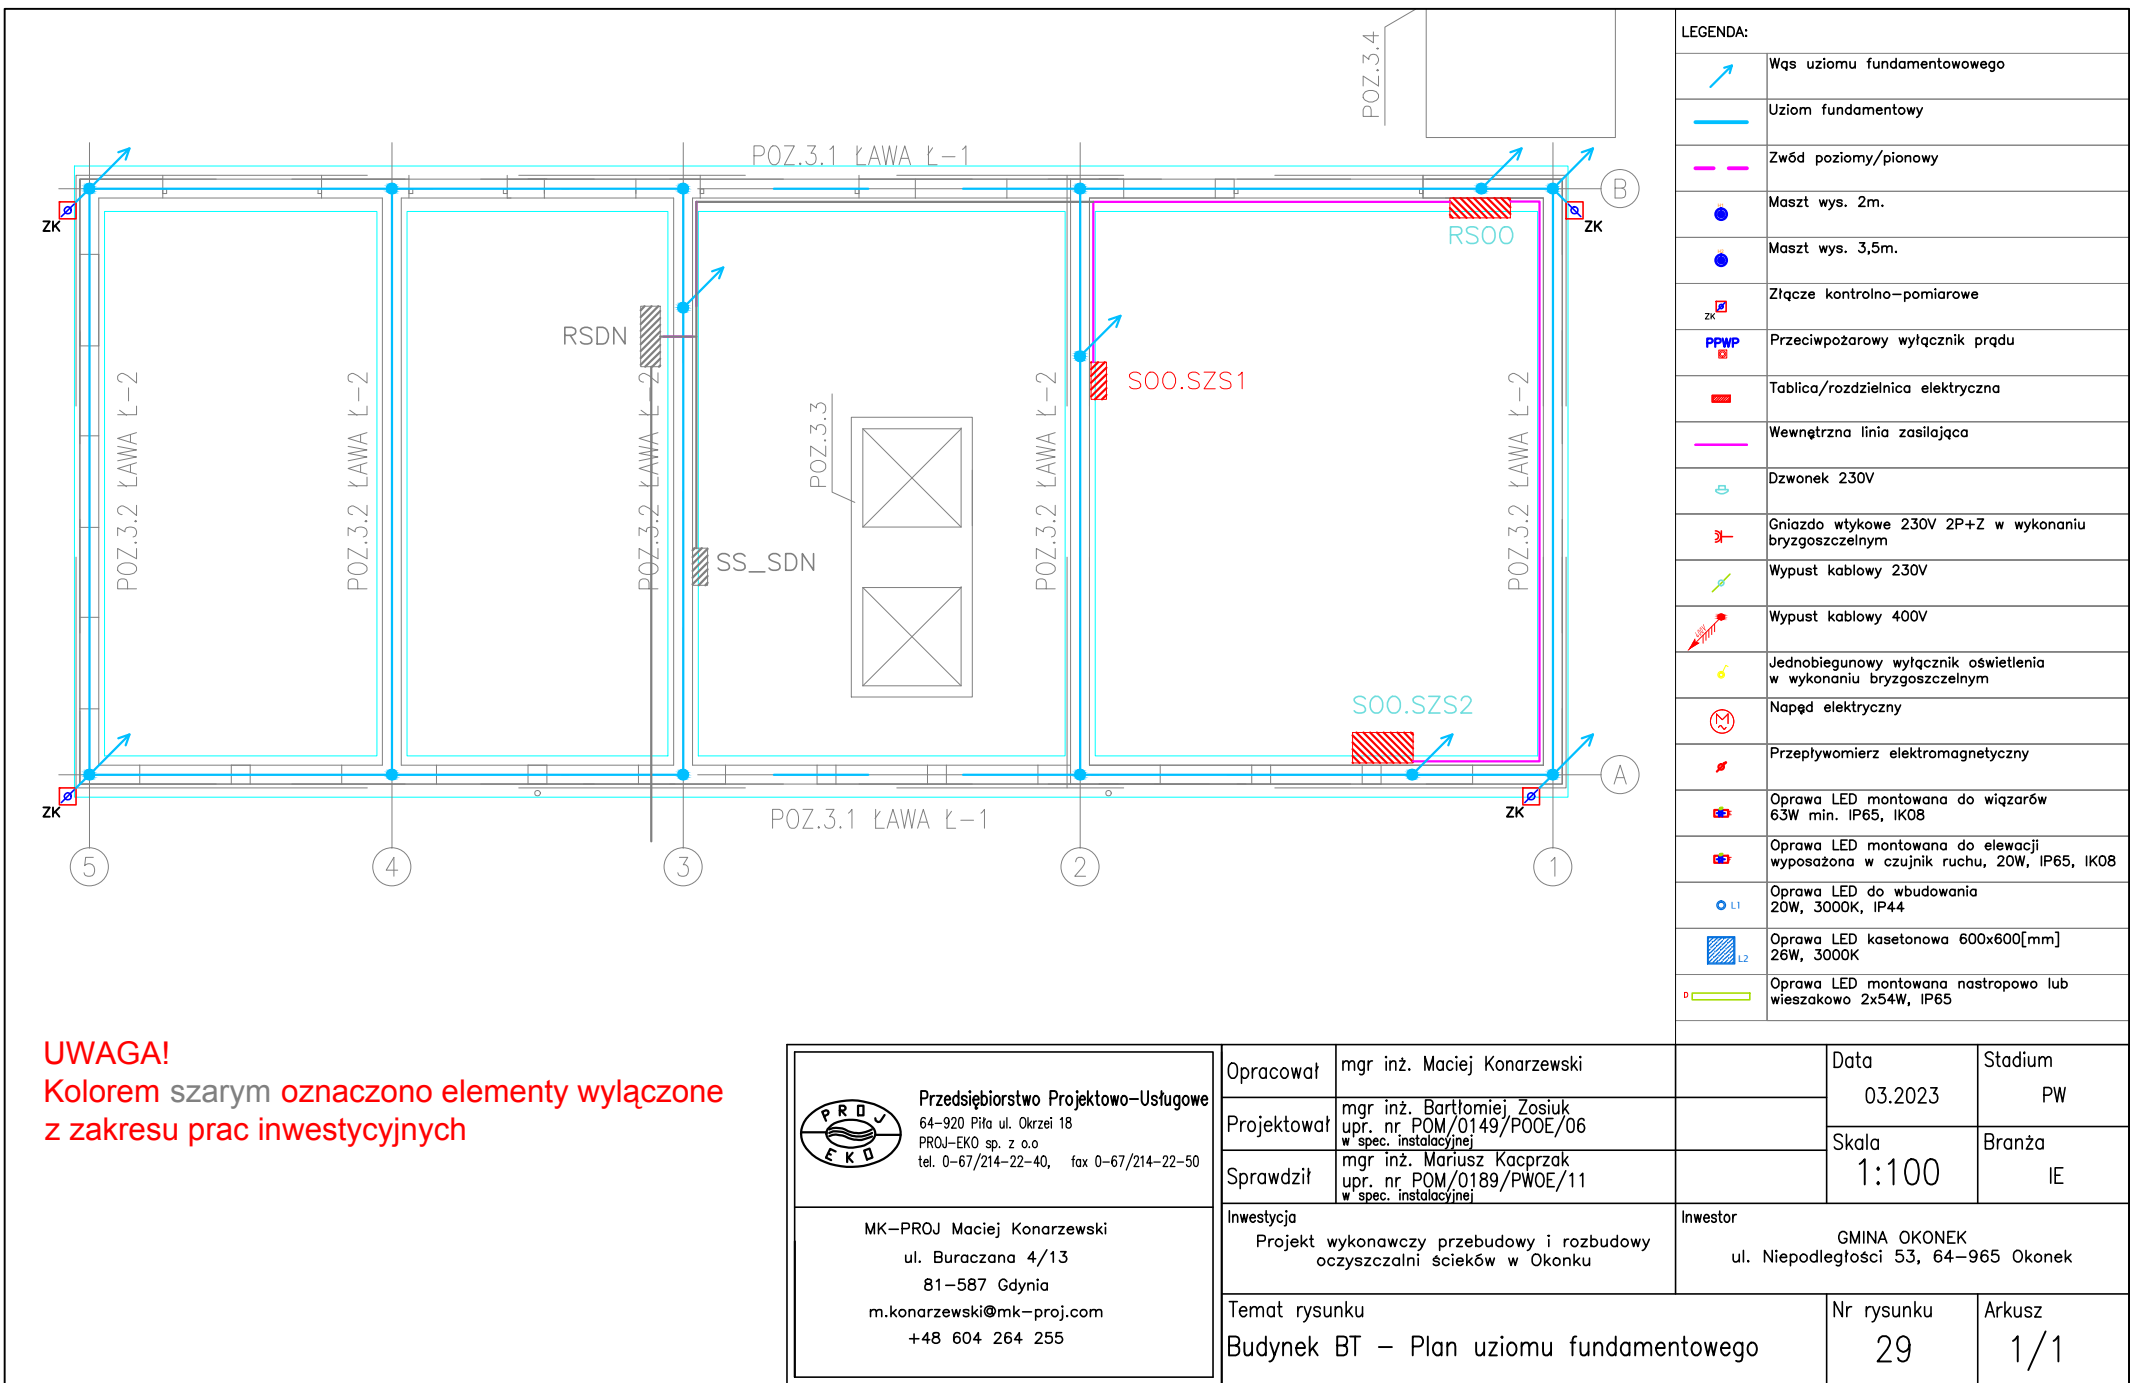 POZ.3.4
POZ.3.1 ŁAWA Ł-1
B
ZK
ZK
RSOO
RSDN
SOO.SZS1
POZ.3.2 ŁAWA Ł-2
POZ.3.2 ŁAWA Ł-2
POZ.3.2 ŁAWA Ł-2
POZ.3.3
POZ.3.2 ŁAWA Ł-2
POZ.3.2 ŁAWA Ł-2
SS_SDN
SOO.SZS2
A
ZK
ZK
POZ.3.1 ŁAWA Ł-1
5
4
3
2
1
LEGENDA:
Wąs uziomu fundamentowowego
Uziom fundamentowy
Zwód poziomy/pionowy
Maszt wys. 2m.
Maszt wys. 3,5m.
ZK
Złącze kontrolno-pomiarowe
PPWP
Przeciwpożarowy wyłącznik prądu
Tablica/rozdzielnica elektryczna
Wewnętrzna linia zasilająca
Dzwonek 230V
Gniazdo wtykowe 230V 2P+Z w wykonaniu
bryzgoszczelnym
Wypust kablowy 230V
400V
Wypust kablowy 400V
Jednobiegunowy wyłącznik oświetlenia
w wykonaniu bryzgoszczelnym
M
~
Napęd elektryczny
Przepływomierz elektromagnetyczny
Oprawa LED montowana do wiązarów
63W min. IP65, IK08
Oprawa LED montowana do elewacji
wyposażona w czujnik ruchu, 20W, IP65, IK08
L1
Oprawa LED do wbudowania
20W, 3000K, IP44
L2
Oprawa LED kasetonowa 600x600[mm]
26W, 3000K
D
Oprawa LED montowana nastropowo lub
wieszakowo 2x54W, IP65
UWAGA!
Kolorem szarym oznaczono elementy wylączone
z zakresu prac inwestycyjnych
PROJ
EKO
Przedsiębiorstwo Projektowo-Usługowe
64-920 Piła ul. Okrzei 18
PROJ-EKO sp. z o.o
tel. 0-67/214-22-40, fax 0-67/214-22-50
MK-PROJ Maciej Konarzewski
ul. Buraczana 4/13
81-587 Gdynia
m.konarzewski@mk-proj.com
+48 604 264 255
Opracował
mgr inż. Maciej Konarzewski
Projektował
mgr inż. Bartłomiej Zosiuk
upr. nr POM/0149/POOE/06
w spec. instalacyjnej
Sprawdził
mgr inż. Mariusz Kacprzak
upr. nr POM/0189/PWOE/11
w spec. instalacyjnej
Data
03.2023
Stadium
PW
Skala
1:100
Branża
IE
Inwestycja
Projekt wykonawczy przebudowy i rozbudowy
oczyszczalni ścieków w Okonku
Inwestor
GMINA OKONEK
ul. Niepodległości 53, 64-965 Okonek
Temat rysunku
Budynek BT - Plan uziomu fundamentowego
Nr rysunku
29
Arkusz
1/1